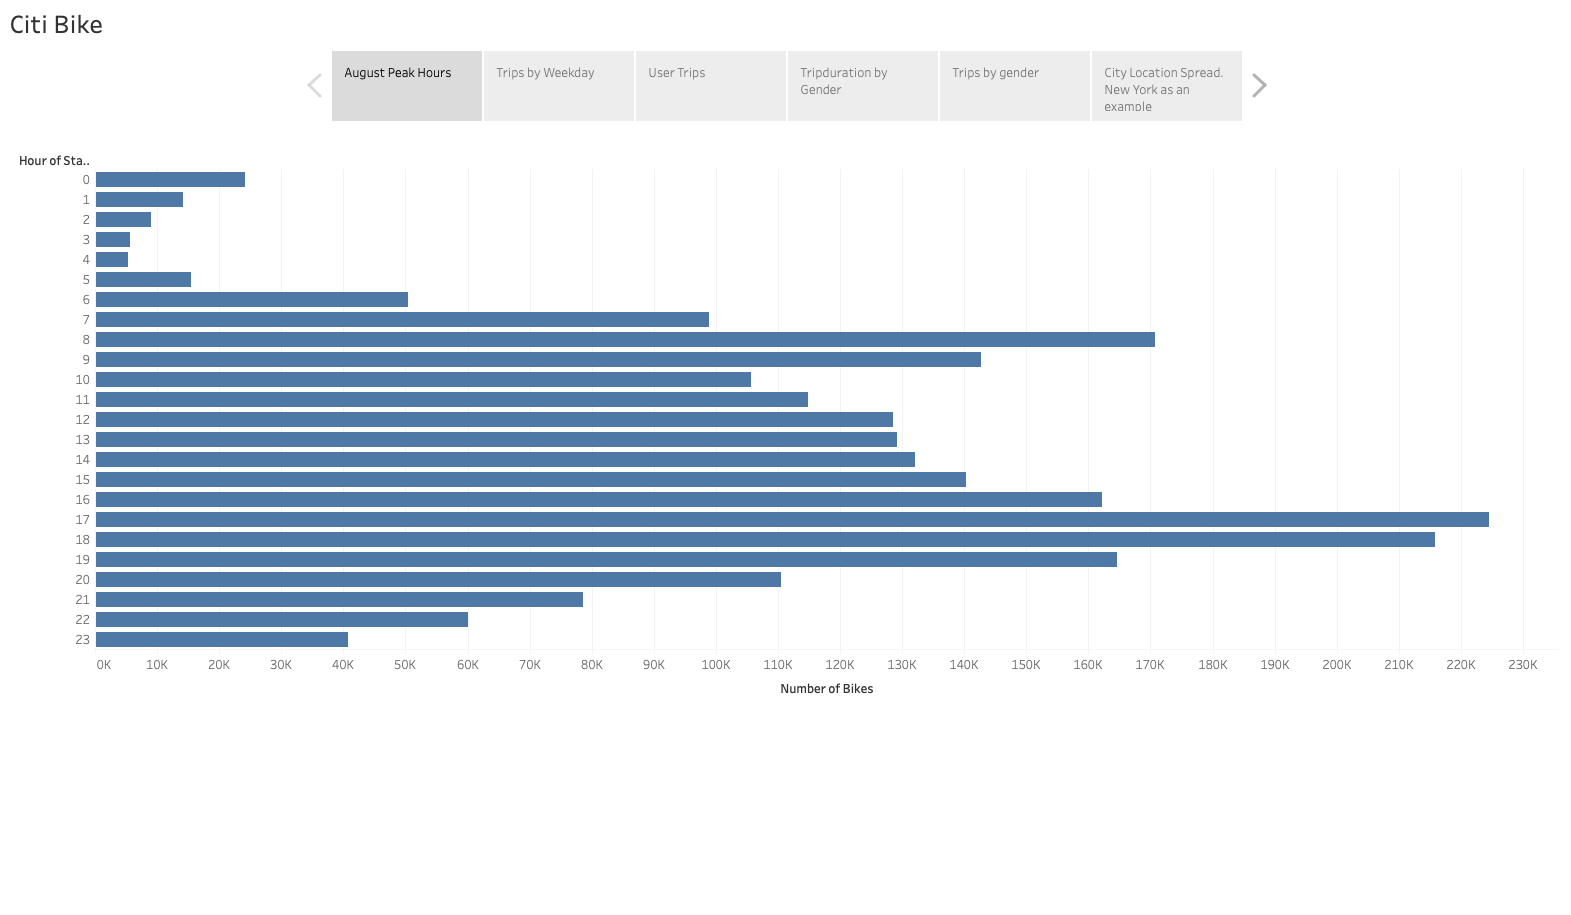 Citi Bike
August Peak Hours
Trips by Weekday
User Trips
Tripduration by
Gender
Trips by gender
City Location Spread.
New York as an
example
Hour of Sta..
0
1
2
3
4
5
6
7
8
9
10
11
12
13
14
15
16
17
18
19
20
21
22
23
0K 10K 20K 30K 40K 50K 60K 70K 80K 90K 100K 110K 120K 130K 140K 150K 160K 170K 180K 190K 200K 210K 220K 230K
Number of Bikes